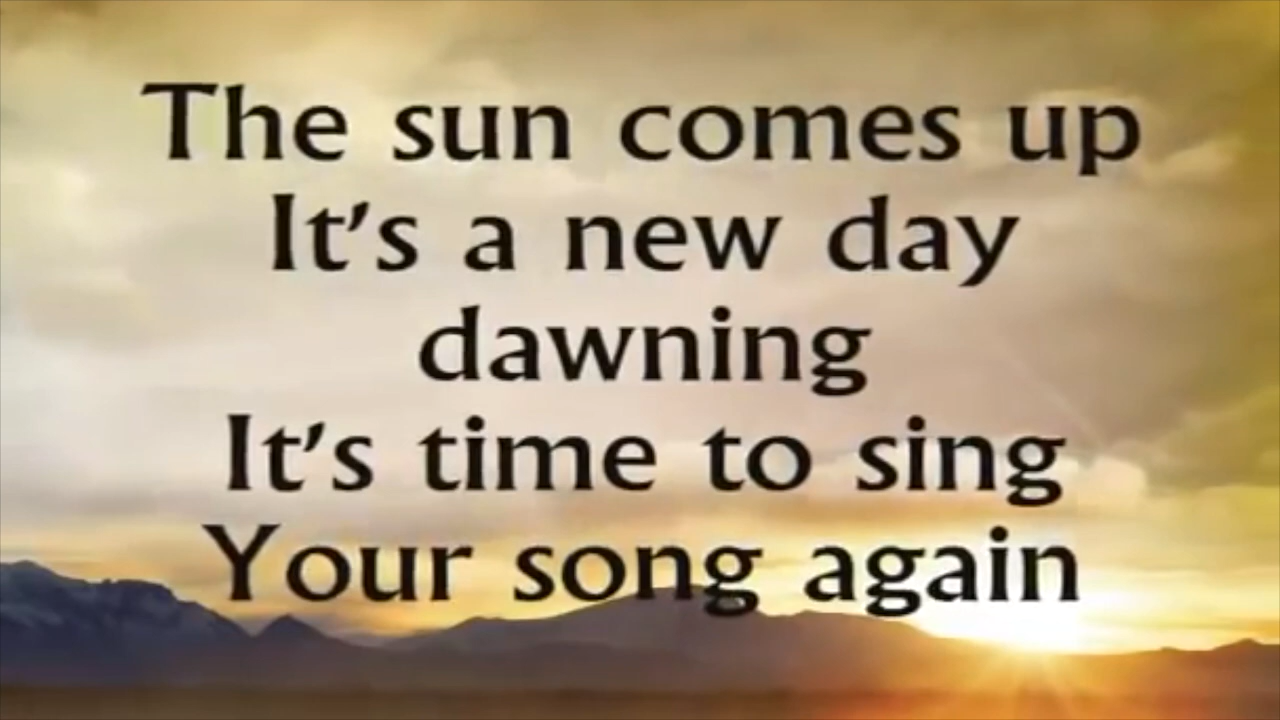 The sun comes up
It's a new day
dawning
It's time to sing
Your song again